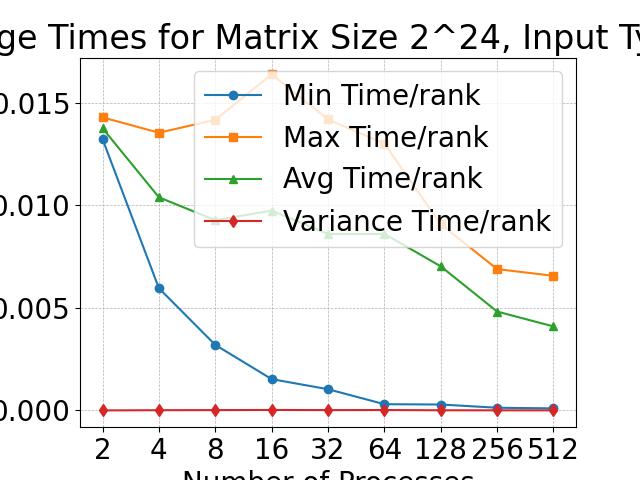 ge Times for Matrix Size 2^24, Input Ty
0.015
0.010
0.005
0.000
Min Time/rank
Max Time/rank
Avg Time/rank
Variance Time/rank
2 4 8 16 32 64 128 256 512
Number of Processes